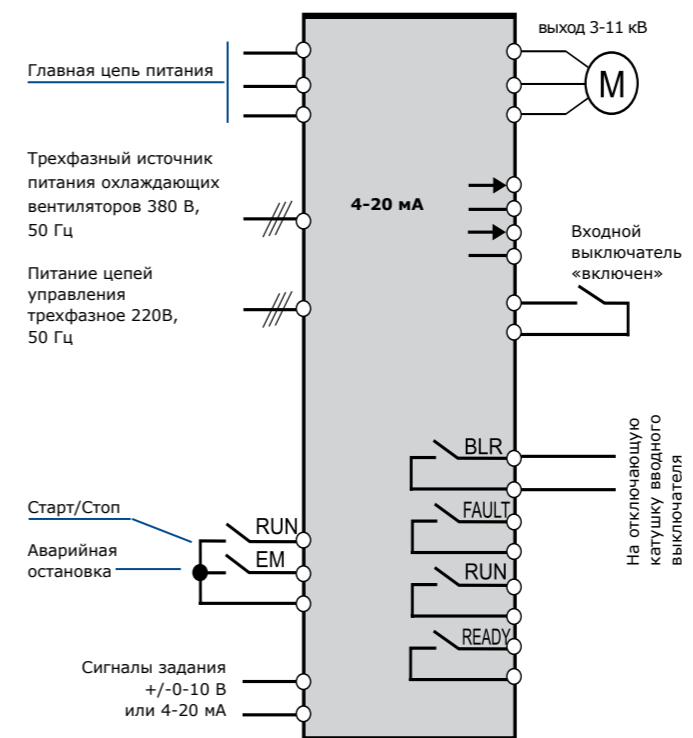 выход 3-11 кВ
Главная цепь питания
M
Трехфазный источник
питания охлаждающих
вентиляторов 380 В,
50 Гц
4-20 мА
Входной
выключатель
«включен»
Питание цепей
управления
трехфазное 220В,
50 Гц
BLR
На отключающую
катушку вводного
выключателя
FAULT
Старт/Стоп
RUN
Аварийная
остановка
EM
RUN
READY
Сигналы задания
+/-0-10 В
или 4-20 мА